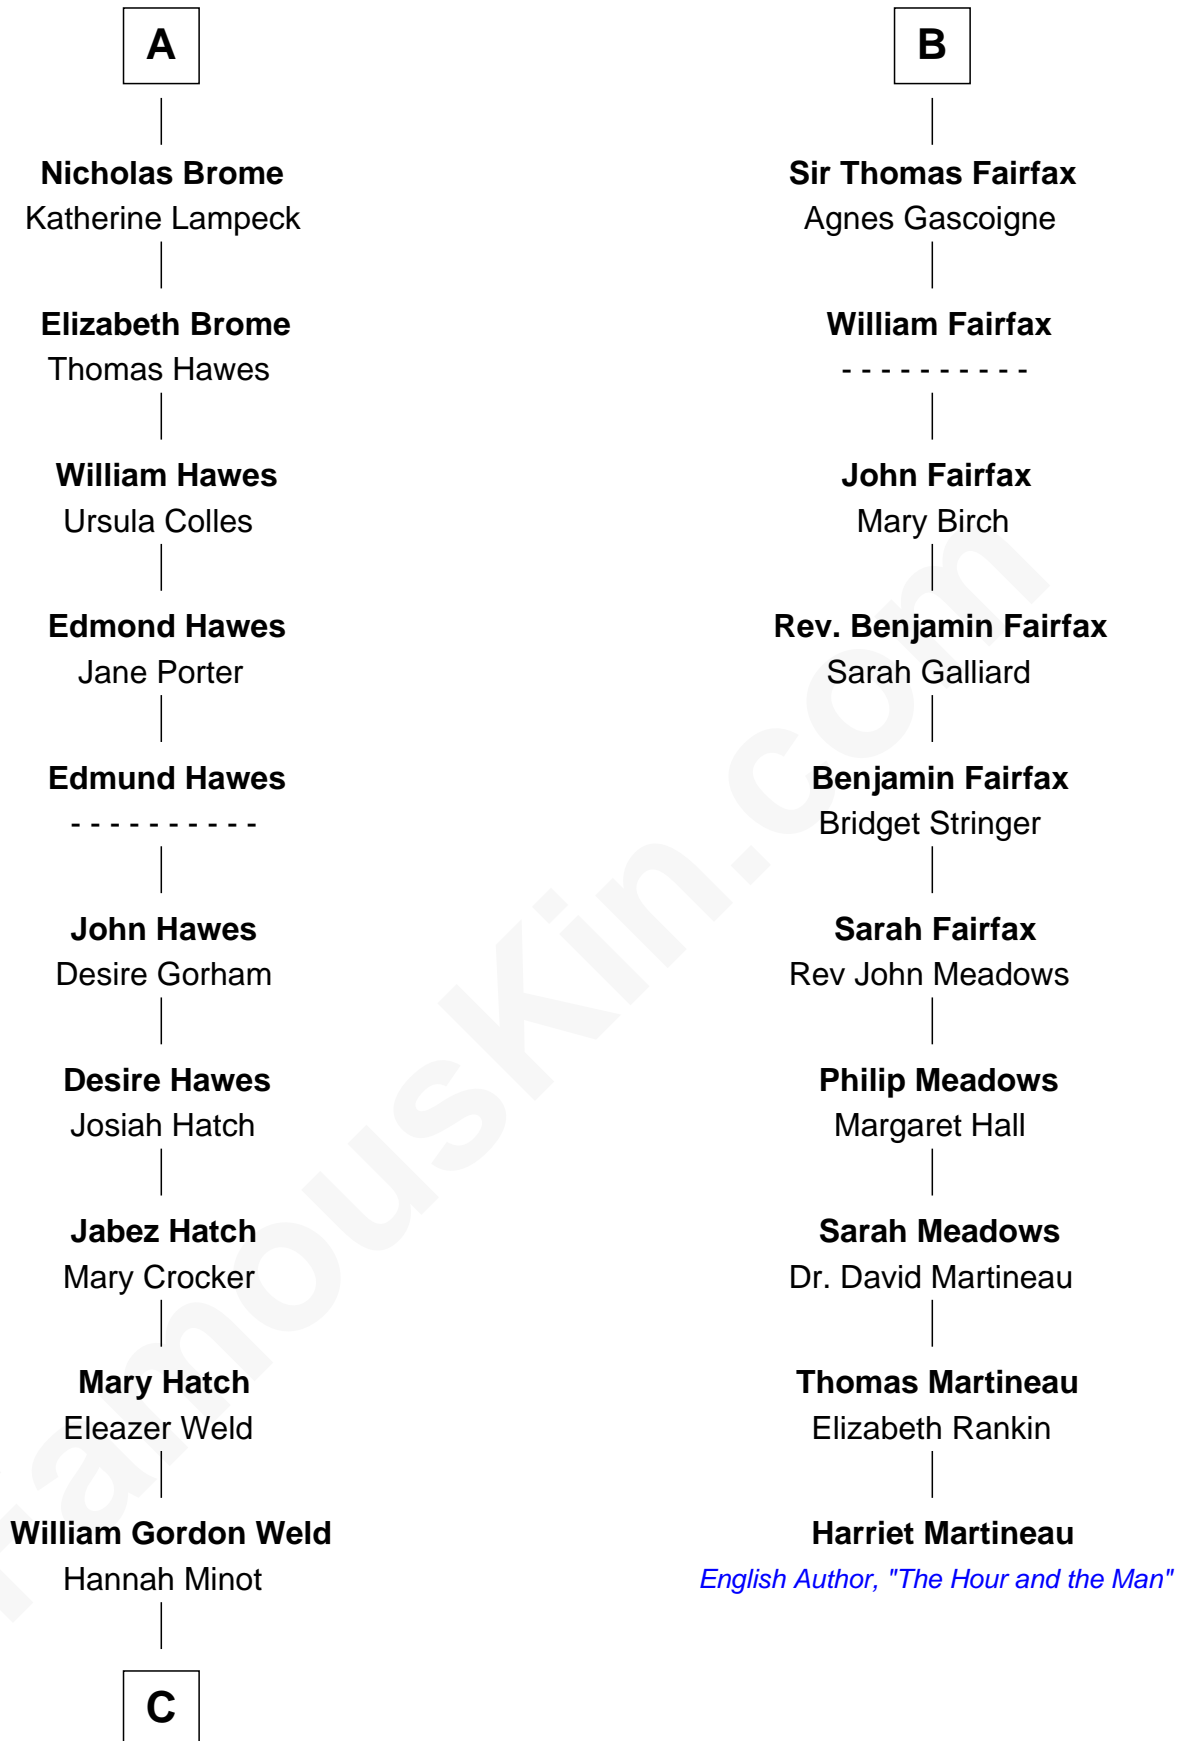 A
Nicholas Brome
Katherine Lampeck
Elizabeth Brome
Thomas Hawes
William Hawes
Ursula Colles
Edmond Hawes
Jane Porter
Edmund Hawes
- - - - - - - - - -
John Hawes
Desire Gorham
Desire Hawes
Josiah Hatch
Jabez Hatch
Mary Crocker
Mary Hatch
Eleazer Weld
William Gordon Weld
Hannah Minot
C
B
Sir Thomas Fairfax
Agnes Gascoigne
William Fairfax
- - - - - - - - - -
John Fairfax
Mary Birch
Rev. Benjamin Fairfax
Sarah Galliard
Benjamin Fairfax
Bridget Stringer
Sarah Fairfax
Rev John Meadows
Philip Meadows
Margaret Hall
Sarah Meadows
Dr. David Martineau
Thomas Martineau
Elizabeth Rankin
Harriet Martineau
English Author, "The Hour and the Man"
FamousKin.com